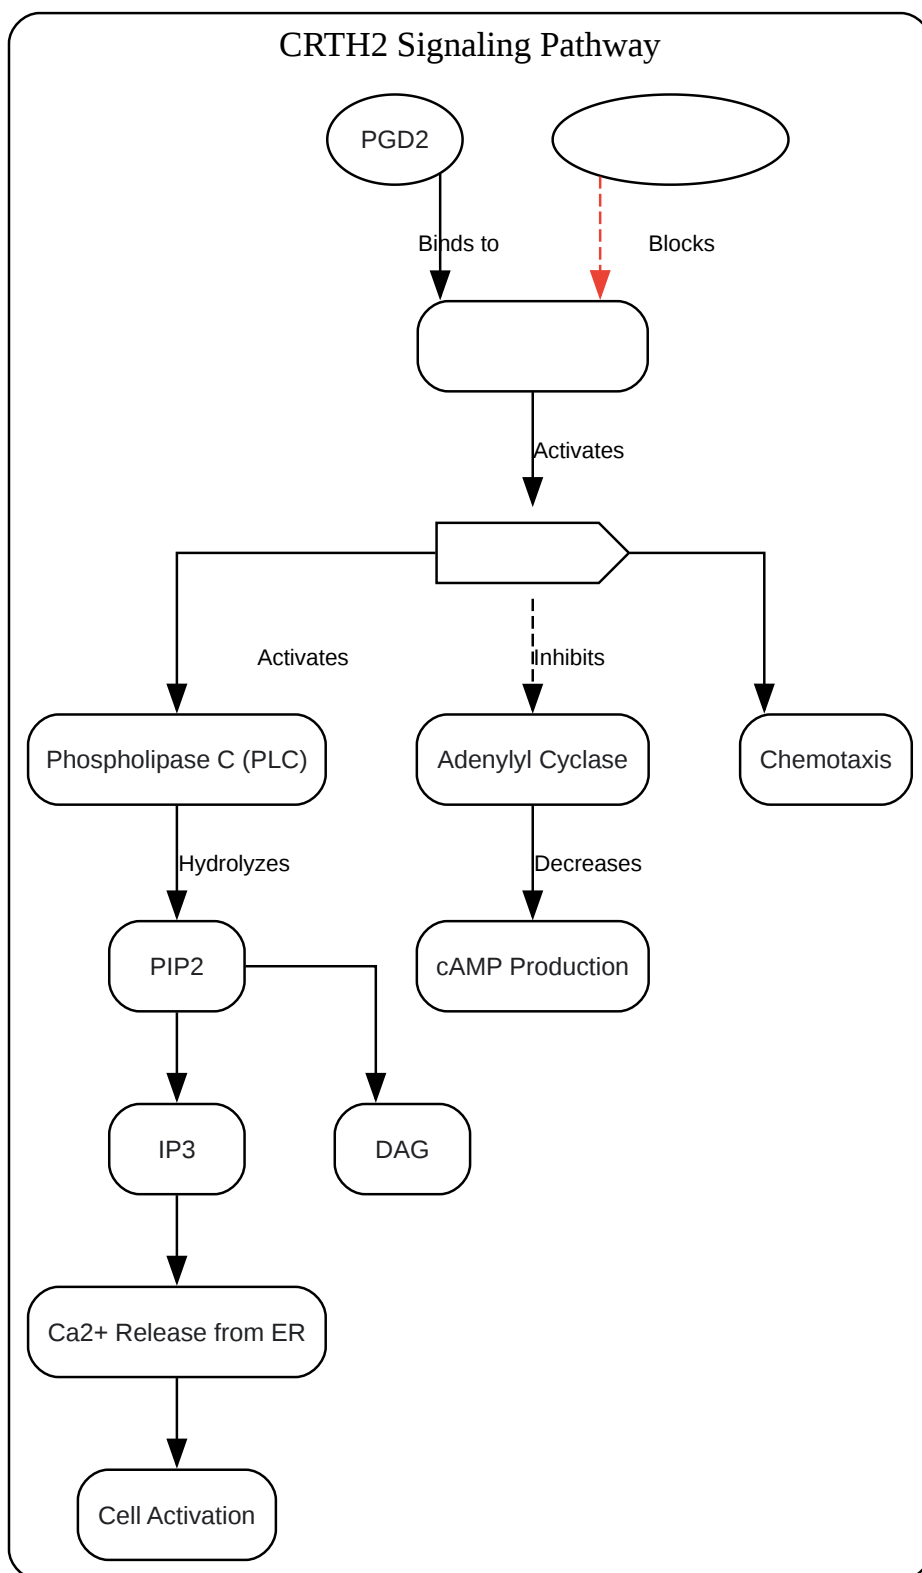 CRTH2 Signaling Pathway
PGD2
Binds to
Blocks
Activates
Activates
Inhibits
Phospholipase C (PLC)
Adenylyl Cyclase
Chemotaxis
Hydrolyzes
Decreases
PIP2
cAMP Production
IP3
DAG
Ca2+ Release from ER
Cell Activation